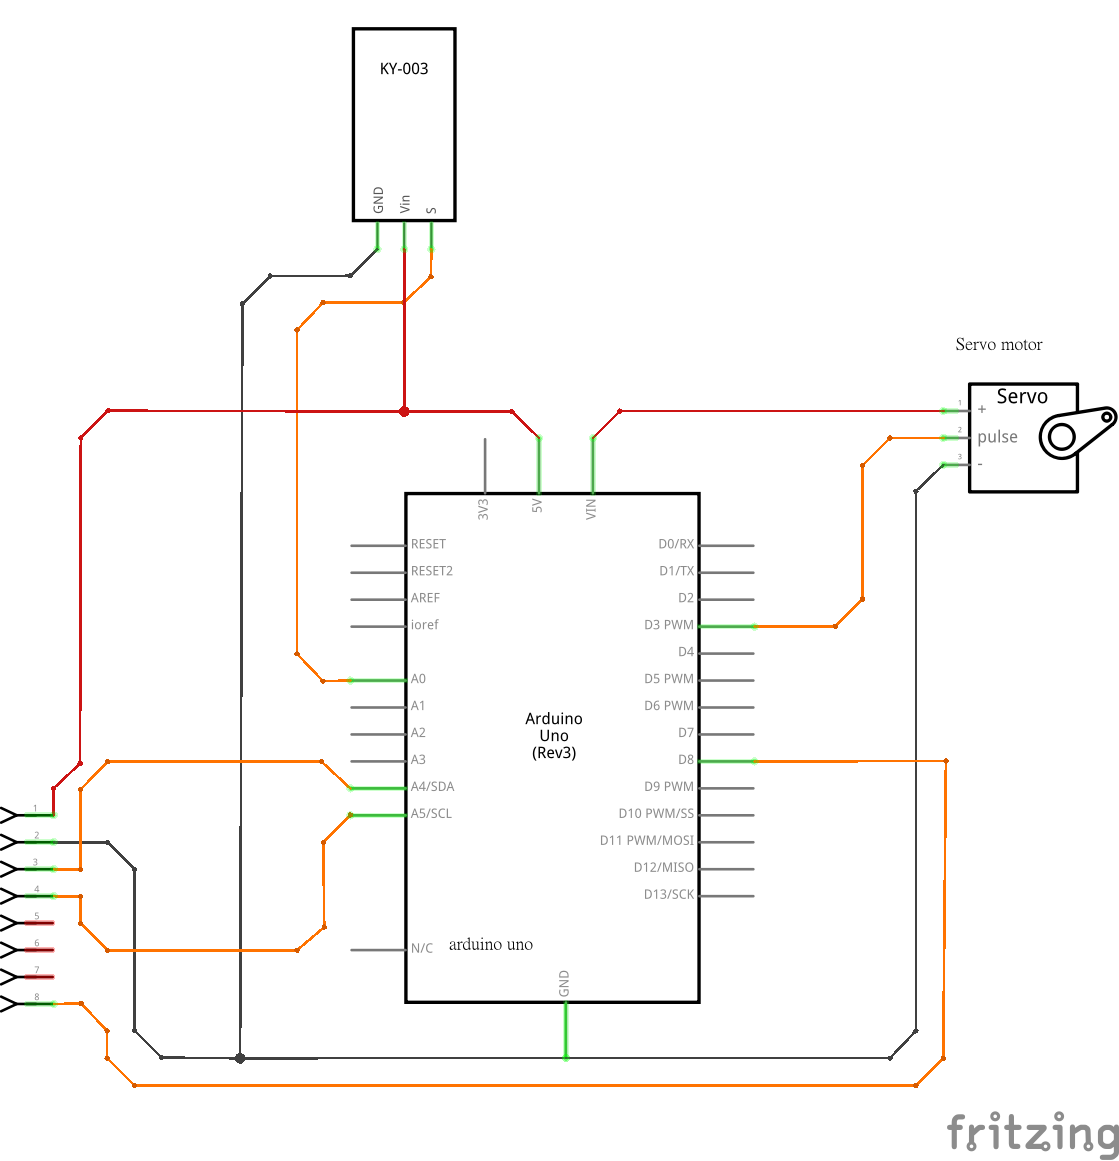 KY-003
GND
Vin
S
Servo motor
Servo
1
+
2
pulse
3
-
3V3
5V
VIN
RESET
D0/RX
RESET2
D1/TX
AREF
D2
ioref
D3 PWM
D4
A0
D5 PWM
A1
D6 PWM
A2
D7
A3
D8
A4/SDA
D9 PWM
A5/SCL
D10 PWM/SS
D11 PWM/MOSI
D12/MISO
D13/SCK
Arduino
Uno
(Rev3)
1
2
3
4
5
6
7
8
N/C
arduino uno
GND
fritzing